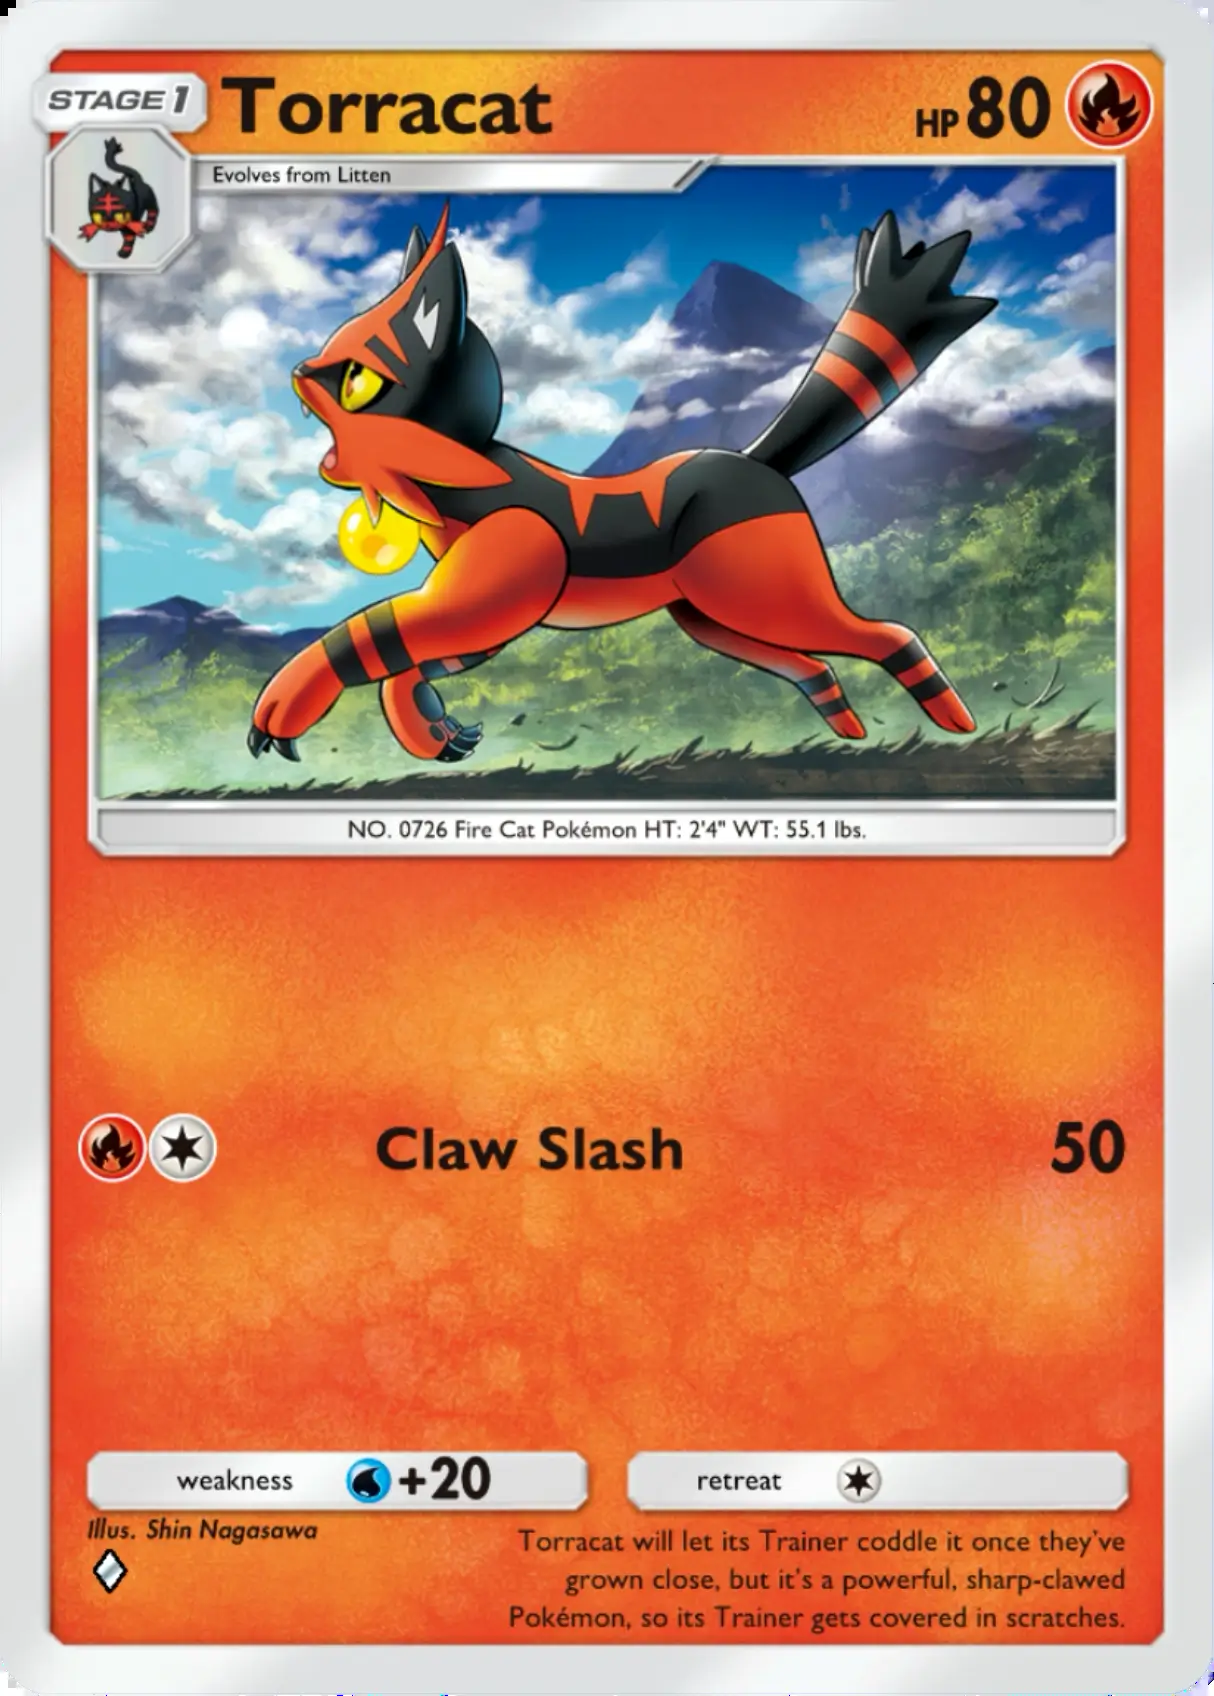 STAGE 1
Torracat
HP 80
Evolves from Litten
NO. 0726 Fire Cat Pokémon HT: 2'4" WT: 55.1 lbs.
Claw Slash 50
weakness +20
retreat
Illus. Shin Nagasawa
Torracat will let its Trainer coddle it once they've
grown close, but it's a powerful, sharp-clawed
Pokémon, so its Trainer gets covered in scratches.